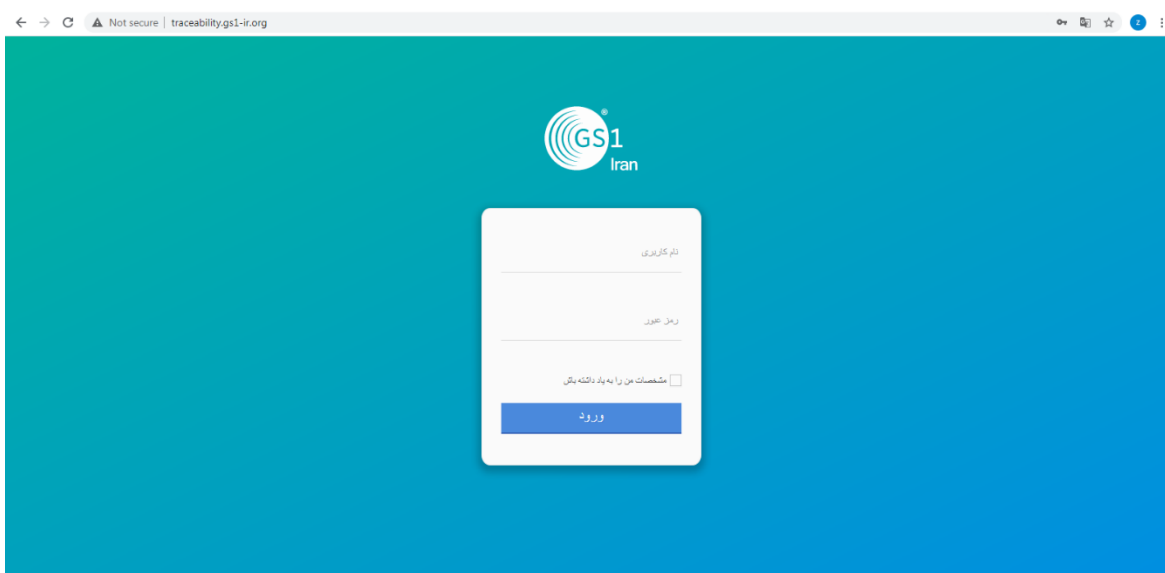 Not secure | traceability.gs1-ir.org
z
GS1®
Iran
نام کاربری
رمز عبور
مشخصات من را به یاد داشته باش
ورود